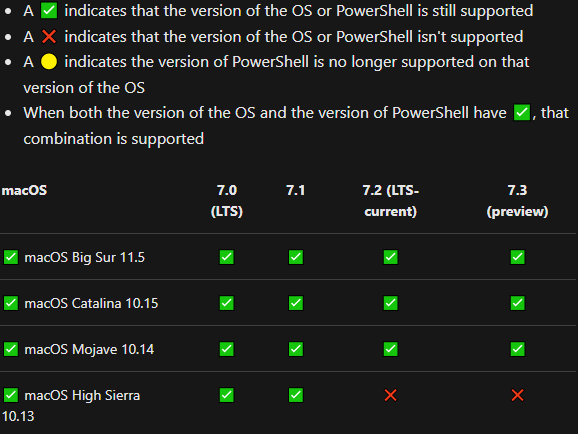 • A ✅ indicates that the version of the OS or PowerShell is still supported
• A ❌ indicates that the version of the OS or PowerShell isn't supported
• A 🟡 indicates the version of PowerShell is no longer supported on that
version of the OS
• When both the version of the OS and the version of PowerShell have ✅, that
combination is supported
macOS 7.0 (LTS) 7.1 7.2 (LTS-current) 7.3 (preview)
✅ macOS Big Sur 11.5 ✅ ✅ ✅ ✅
✅ macOS Catalina 10.15 ✅ ✅ ✅ ✅
✅ macOS Mojave 10.14 ✅ ✅ ✅ ✅
✅ macOS High Sierra 10.13 ✅ ✅ ❌ ❌